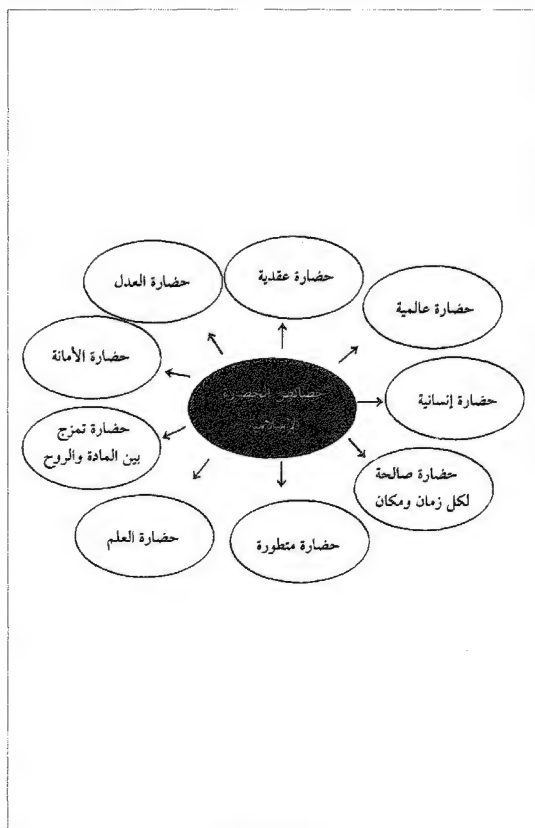 حضارة عقدية
حضارة عالمية
حضارة إنسانية
حضارة صالحة
لكل زمان ومكان
حضارة متطورة
حضارة العلم
حضارة تمزج
بين المادة والروح
حضارة الأمانة
حضارة العدل
خصائص الحضارة
الإسلامية